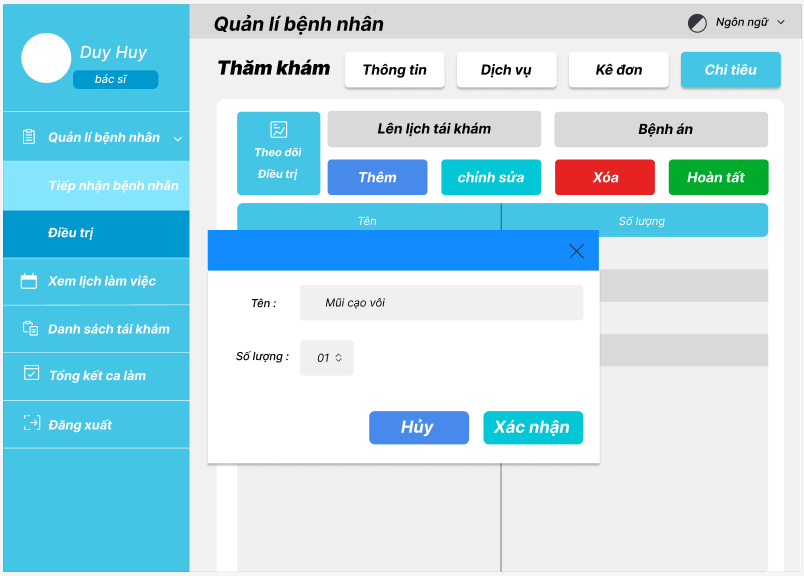 Duy Huy
bác sĩ
Quản lí bệnh nhân
Tiếp nhận bệnh nhân
Điều trị
Xem lịch làm việc
Danh sách tái khám
Tổng kết ca làm
Đăng xuất
Quản lí bệnh nhân
Ngôn ngữ
Thăm khám
Thông tin
Dịch vụ
Kê đơn
Chi tiêu
Theo dõi
Điều trị
Lên lịch tái khám
Bệnh án
Thêm
chỉnh sửa
Xóa
Hoàn tất
Tên
Số lượng
Tên :
Mũi cạo vôi
Số lượng :
01
Hủy
Xác nhận